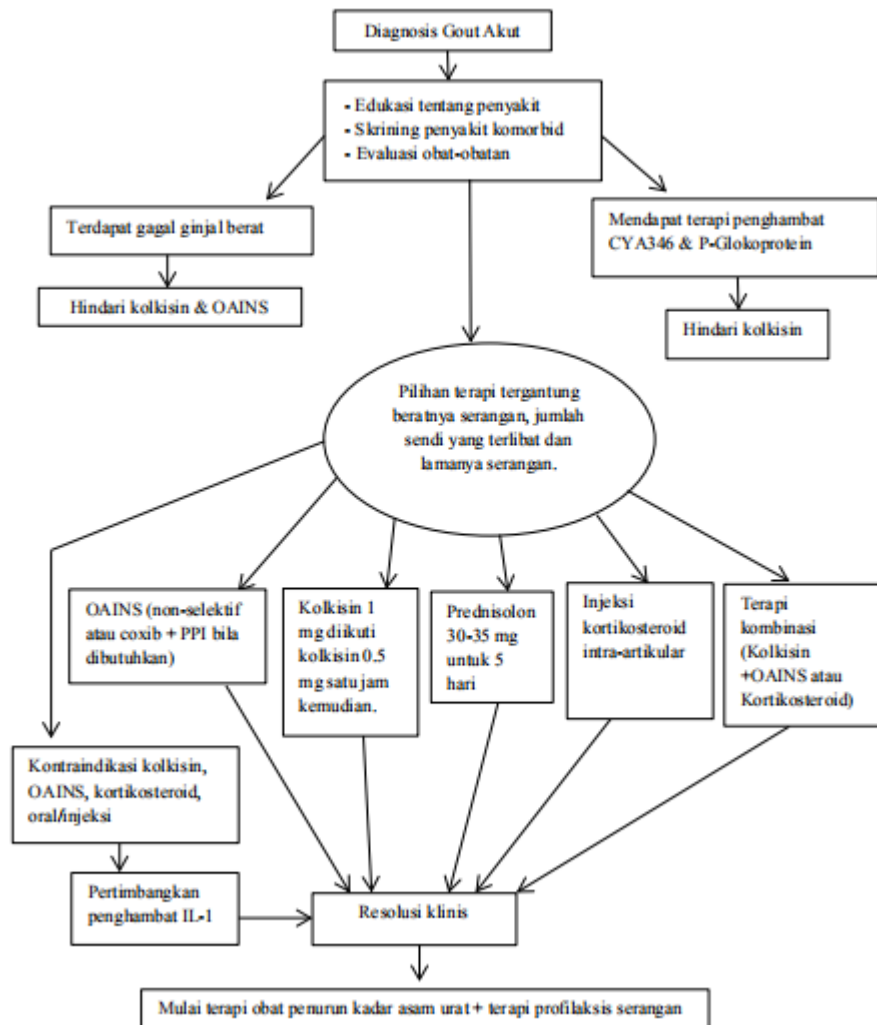 Diagnosis Gout Akut
- Edukasi tentang penyakit
- Skrining penyakit komorbid
- Evaluasi obat-obatan
Terdapat gagal ginjal berat
Mendapat terapi penghambat
CYA346 & P-Glokoprotein
Hindari kolkisin & OAINS
Hindari kolkisin
Pilihan terapi tergantung
beratnya serangan, jumlah
sendi yang terlibat dan
lamanya serangan.
OAINS (non-selektif
atau coxib + PPI bila
dibutuhkan)
Kolkisin 1
mg diikuti
kolkisin 0.5
mg satu jam
kemudian.
Prednisolon
30-35 mg
untuk 5
hari
Injeksi
kortikosteroid
intra-artikular
Terapi
kombinasi
(Kolkisin
+OAINS atau
Kortikosteroid)
Kontraindikasi kolkisin,
OAINS, kortikosteroid,
oral/injeksi
Pertimbangkan
penghambat IL-1
Resolusi klinis
Mulai terapi obat penurun kadar asam urat + terapi profilaksis serangan